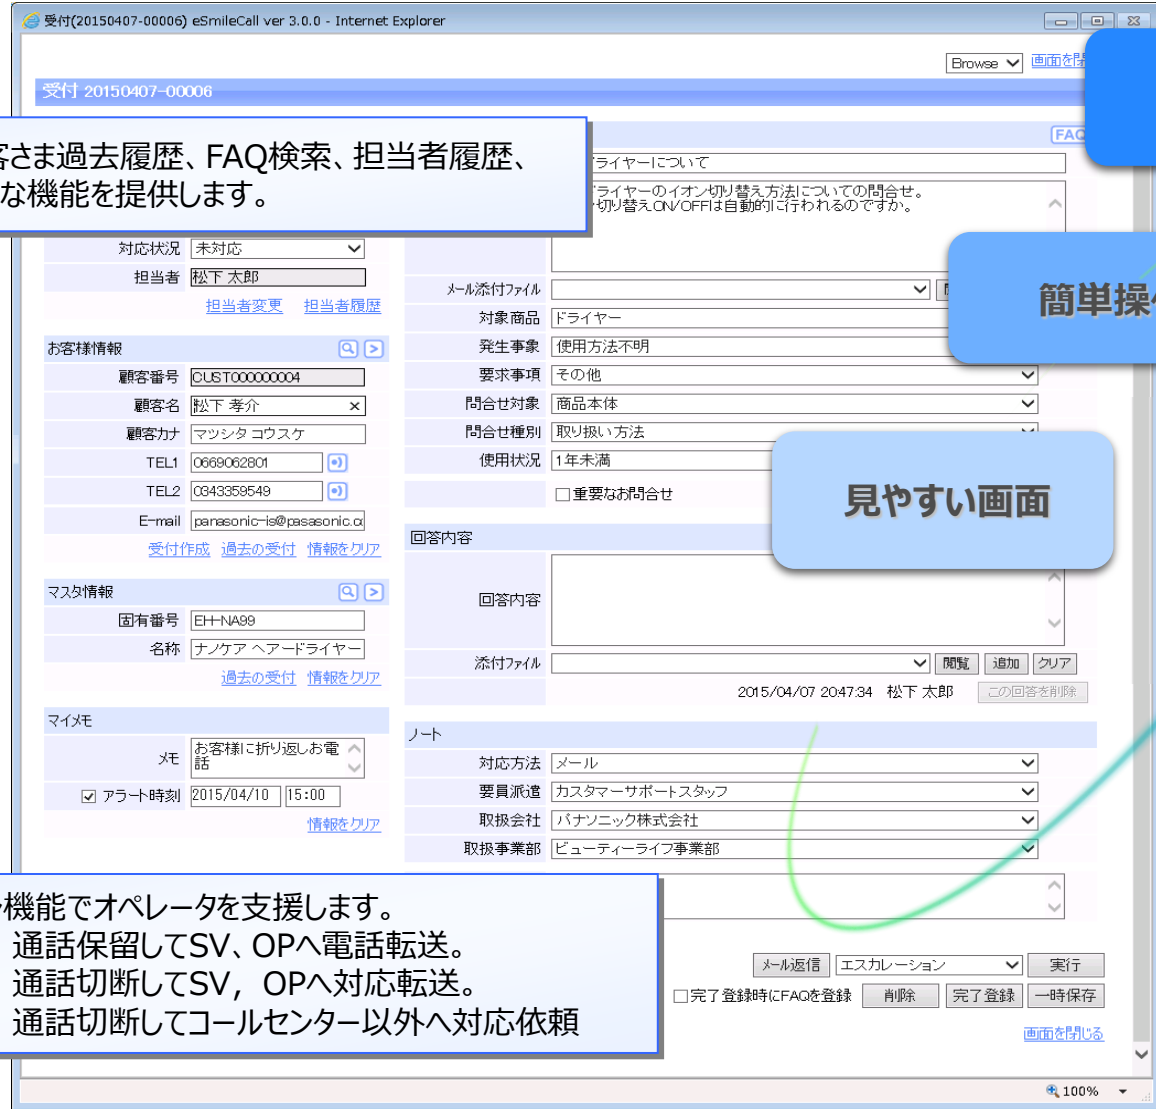 受付(20150407-00006) eSmileCall ver 3.0.0 - Internet Explorer
Browse 画面を閉
受付 20150407-00006
客さま過去履歴、FAQ検索、担当者履歴、
な機能を提供します。
FAQ
ライヤーについて
ライヤーのイオン切り替え方法についての問合せ。
切り替えON/OFFは自動的に行われるのですか。
対応状況 未対応
担当者 松下 太郎
担当者変更 担当者履歴
お客様情報
顧客番号 CUST000000004
顧客名 松下 孝介
顧客カナ マツシタ コウスケ
TEL1 0669062801
TEL2 0343359549
E-mail panasonic-is@pasasonic.co
受付作成 過去の受付 情報をクリア
マスタ情報
固有番号 EH-NA99
名称 ナノケア ヘアードライヤー
過去の受付 情報をクリア
マイメモ
メモ お客様に折り返しお電
話
アラート時刻 2015/04/10 15:00
情報をクリア
メール添付ファイル
対象商品 ドライヤー
発生事象 使用方法不明
要求事項 その他
問合せ対象 商品本体
問合せ種別 取り扱い方法
使用状況 1年未満
重要なお問合せ
簡単操
見やすい画面
回答内容
回答内容
添付ファイル 閲覧 追加 クリア
2015/04/07 20:47:34 松下 太郎 この回答を削除
ノート
対応方法 メール
要員派遣 カスタマーサポートスタッフ
取扱会社 パナソニック株式会社
取扱事業部 ビューティーライフ事業部
機能でオペレータを支援します。
通話保留してSV、OPへ電話転送。
通話切断してSV，OPへ対応転送。
通話切断してコールセンター以外へ対応依頼
メール返信 エスカレーション 実行
完了登録時にFAQを登録 削除 完了登録 一時保存
画面を閉じる
100%